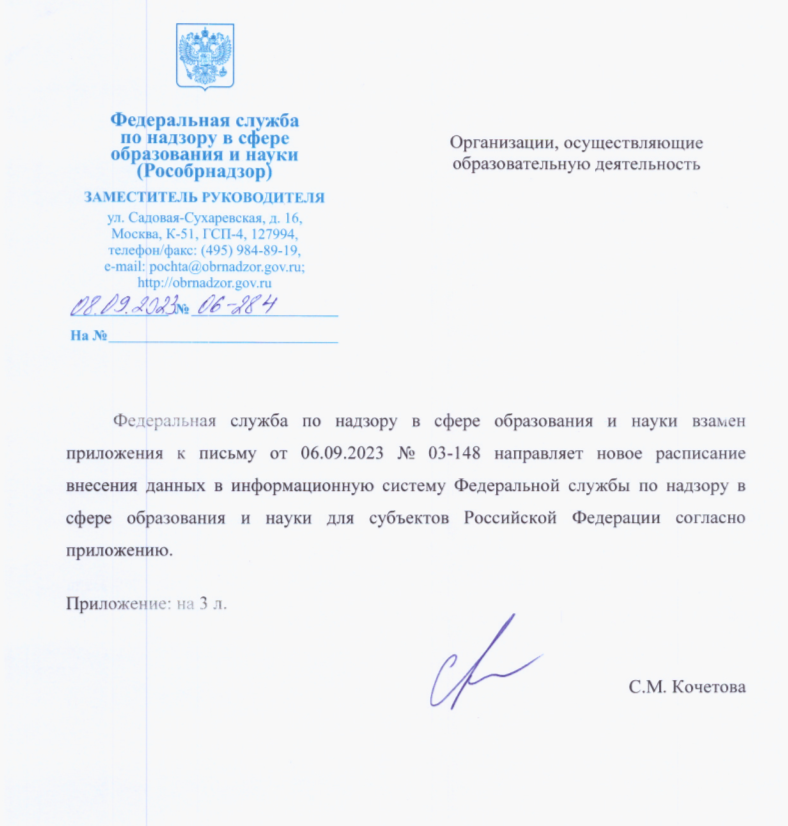 Федеральная служба
по надзору в сфере
образования и науки
(Рособрнадзор)
ЗАМЕСТИТЕЛЬ РУКОВОДИТЕЛЯ
ул. Садовая-Сухаревская, д. 16,
Москва, К-51, ГСП-4, 127994,
телефон/факс: (495) 984-89-19,
e-mail: pochta@obrnadzor.gov.ru;
http://obrnadzor.gov.ru
08.09.2023 № 06-284
На №
Организации, осуществляющие
образовательную деятельность
Федеральная служба по надзору в сфере образования и науки взамен
приложения к письму от 06.09.2023 № 03-148 направляет новое расписание
внесения данных в информационную систему Федеральной службы по надзору в
сфере образования и науки для субъектов Российской Федерации согласно
приложению.
Приложение: на 3 л.
С.М. Кочетова